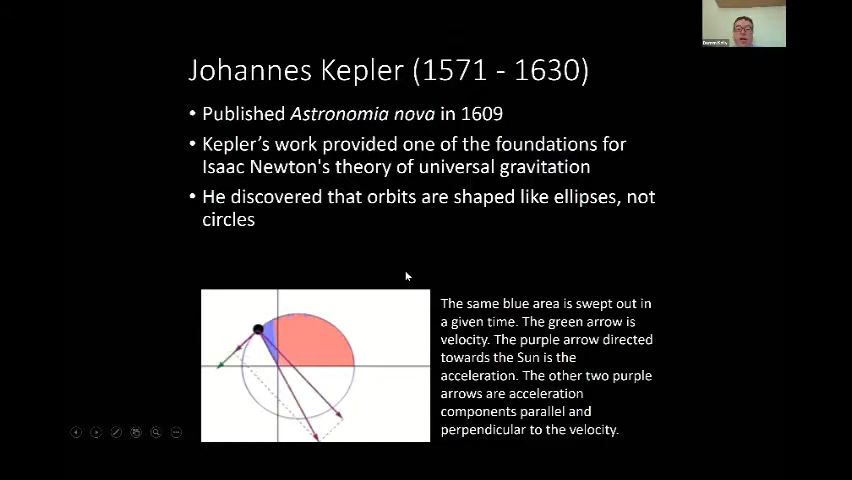 Darren Kelly
Johannes Kepler (1571 - 1630)
• Published Astronomia nova in 1609
• Kepler's work provided one of the foundations for
Isaac Newton's theory of universal gravitation
• He discovered that orbits are shaped like ellipses, not
circles
The same blue area is swept out in
a given time. The green arrow is
velocity. The purple arrow directed
towards the Sun is the
acceleration. The other two purple
arrows are acceleration
components parallel and
perpendicular to the velocity.